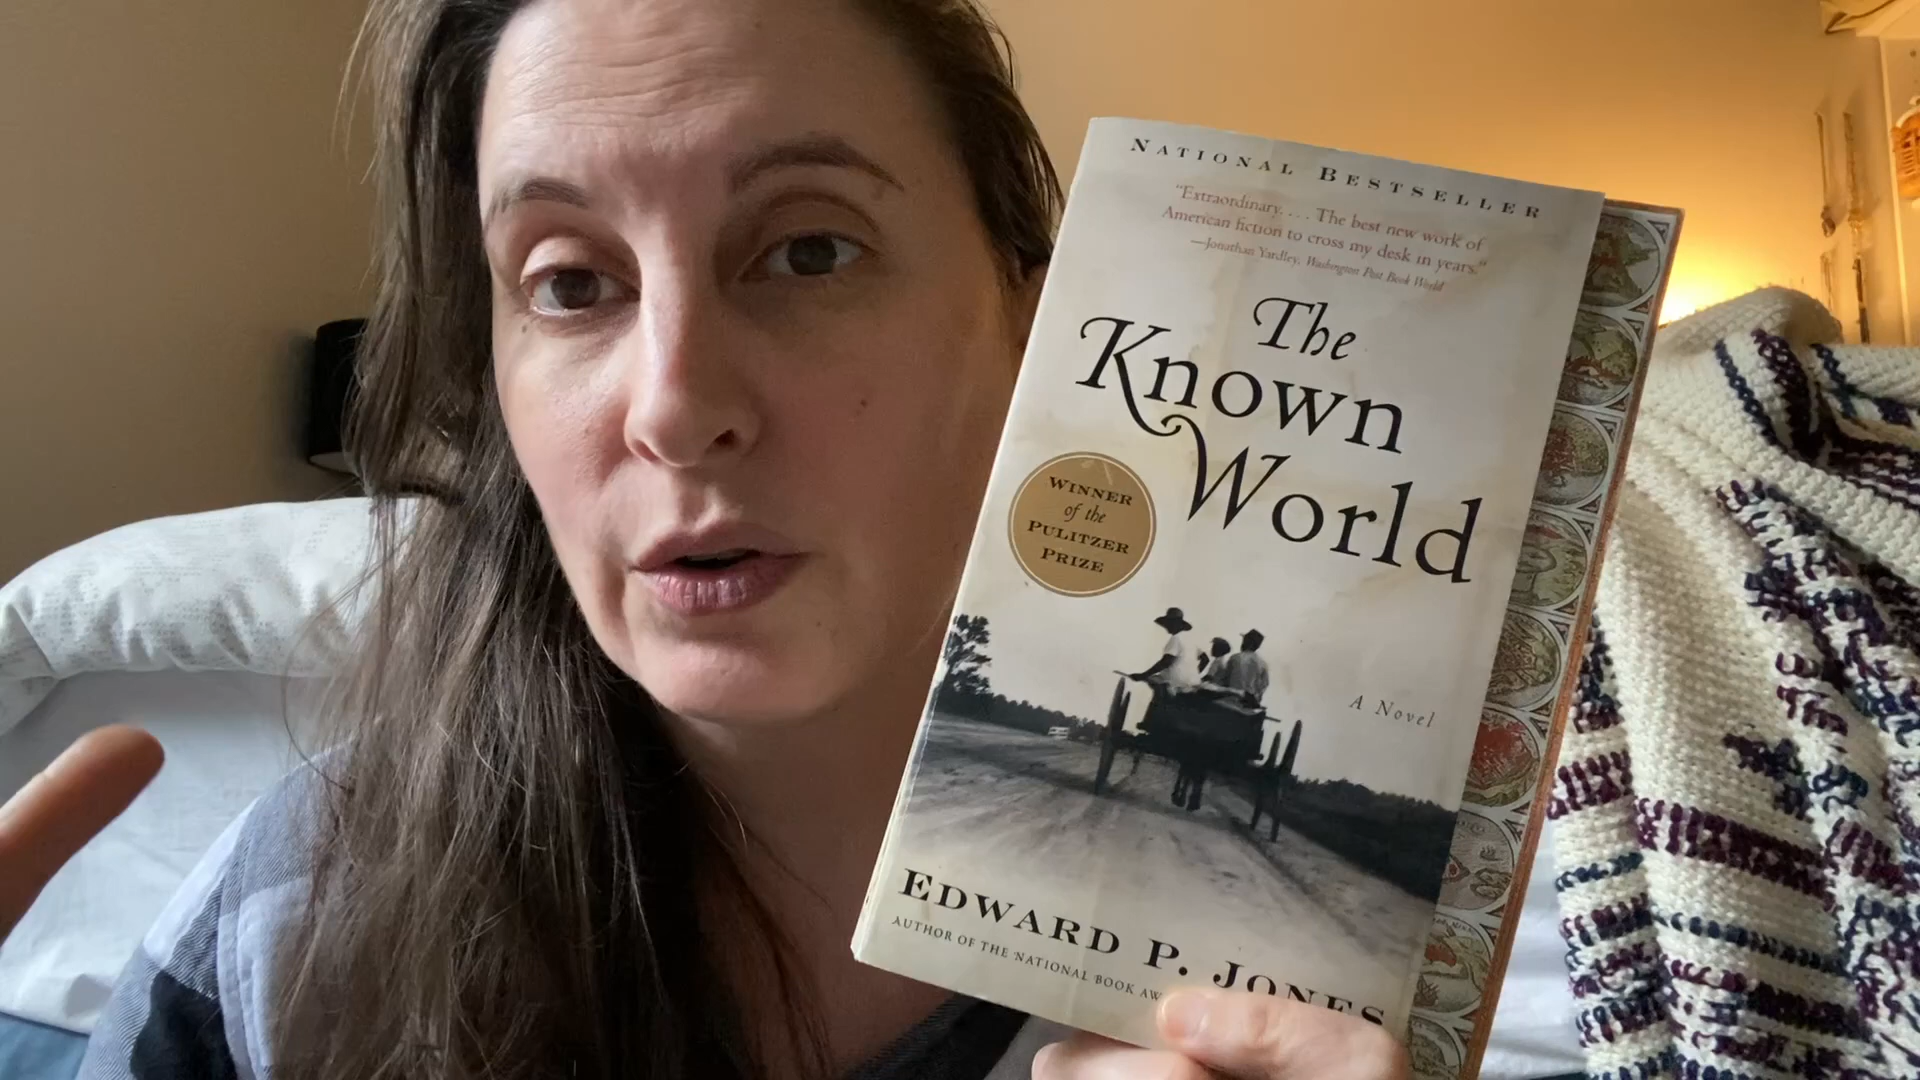 NATIONAL BESTSELLER
“Extraordinary. . . . The best new work of
American fiction to cross my desk in years.”
—Jonathan Yardley, Washington Post Book World
The
Known
World
WINNER
of the
PULITZER
PRIZE
A Novel
EDWARD P. JONES
AUTHOR OF THE NATIONAL BOOK AW